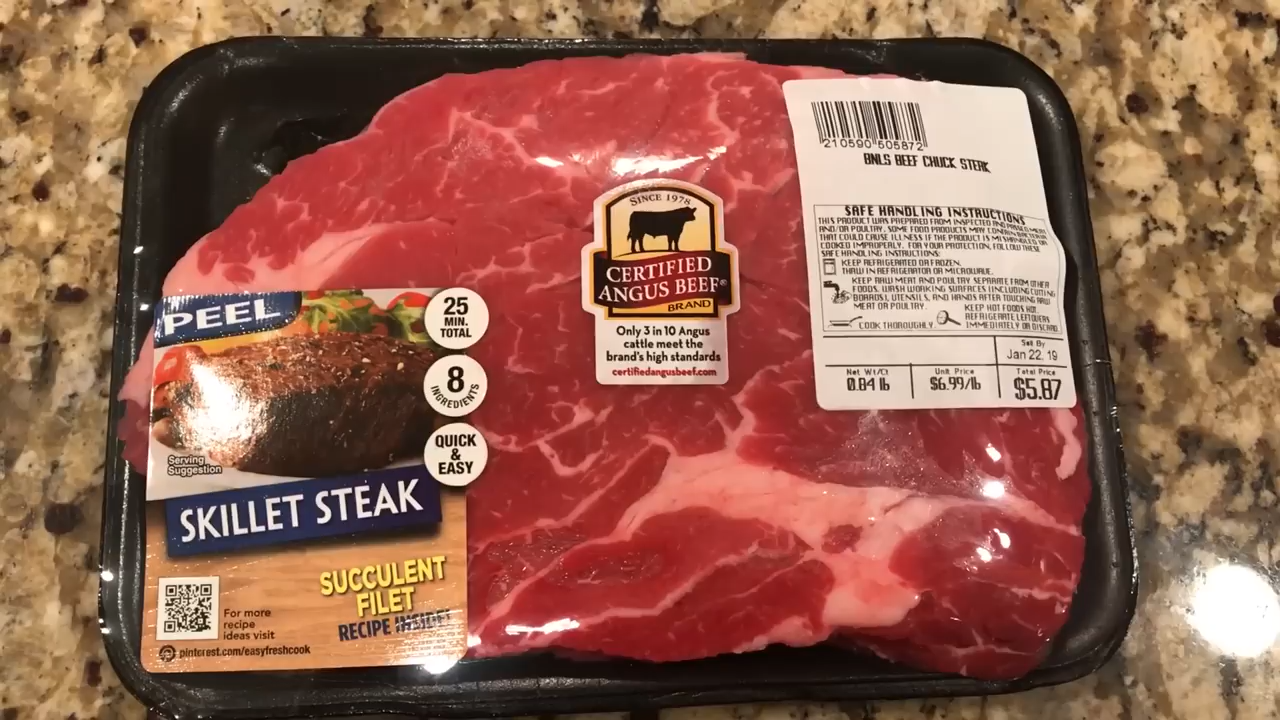 PEEL
25
MIN.
TOTAL
8
INGREDIENTS
QUICK
&
EASY
Serving
Suggestion
SKILLET STEAK
SUCCULENT
FILET
RECIPE INSIDE!
For more
recipe
ideas visit
pinterest.com/easyfreshcook
SINCE 1978
CERTIFIED
ANGUS BEEF®
BRAND
Only 3 in 10 Angus
cattle meet the
brand's high standards
certifiedangusbeef.com
210590 605872
BNLS BEEF CHUCK STEAK
SAFE HANDLING INSTRUCTIONS
THIS PRODUCT WAS PREPARED FROM INSPECTED AND PASSED MEAT
AND/OR POULTRY. SOME FOOD PRODUCTS MAY CONTAIN BACTERIA
THAT COULD CAUSE ILLNESS IF THE PRODUCT IS MISHANDLED OR
COOKED IMPROPERLY. FOR YOUR PROTECTION, FOLLOW THESE
SAFE HANDLING INSTRUCTIONS:
KEEP REFRIGERATED OR FROZEN.
THAW IN REFRIGERATOR OR MICROWAVE.
KEEP RAW MEAT AND POULTRY SEPARATE FROM OTHER
FOODS. WASH WORKING SURFACES (INCLUDING CUTTING
BOARDS), UTENSILS, AND HANDS AFTER TOUCHING RAW
MEAT OR POULTRY.
COOK THOROUGHLY.
KEEP HOT FOODS HOT.
REFRIGERATE LEFTOVERS
IMMEDIATELY OR DISCARD.
Sell By
Jan 22, 19
Net Wt/Ct
0.84 lb
Unit Price
$6.99/lb
Total Price
$5.87